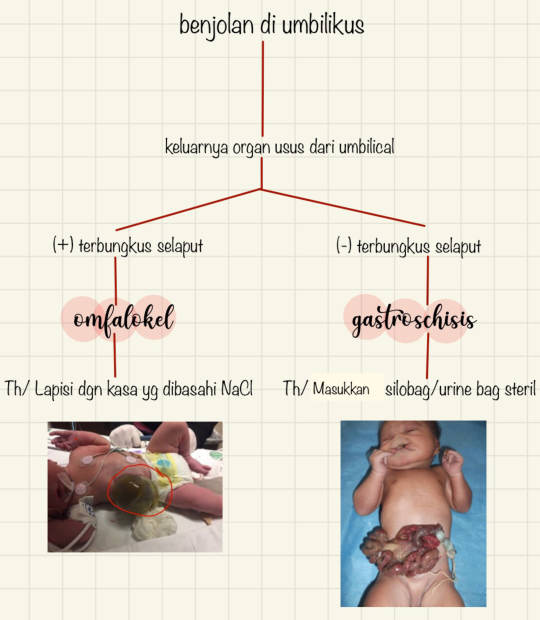 benjolan di umbilikus
keluarnya organ usus dari umbilical
(+) terbungkus selaput
(-) terbungkus selaput
omfalokel
gastroschisis
Th/ Lapisi dgn kasa yg dibasahi NaCl
Th/ Masukkan silobag/urine bag steril